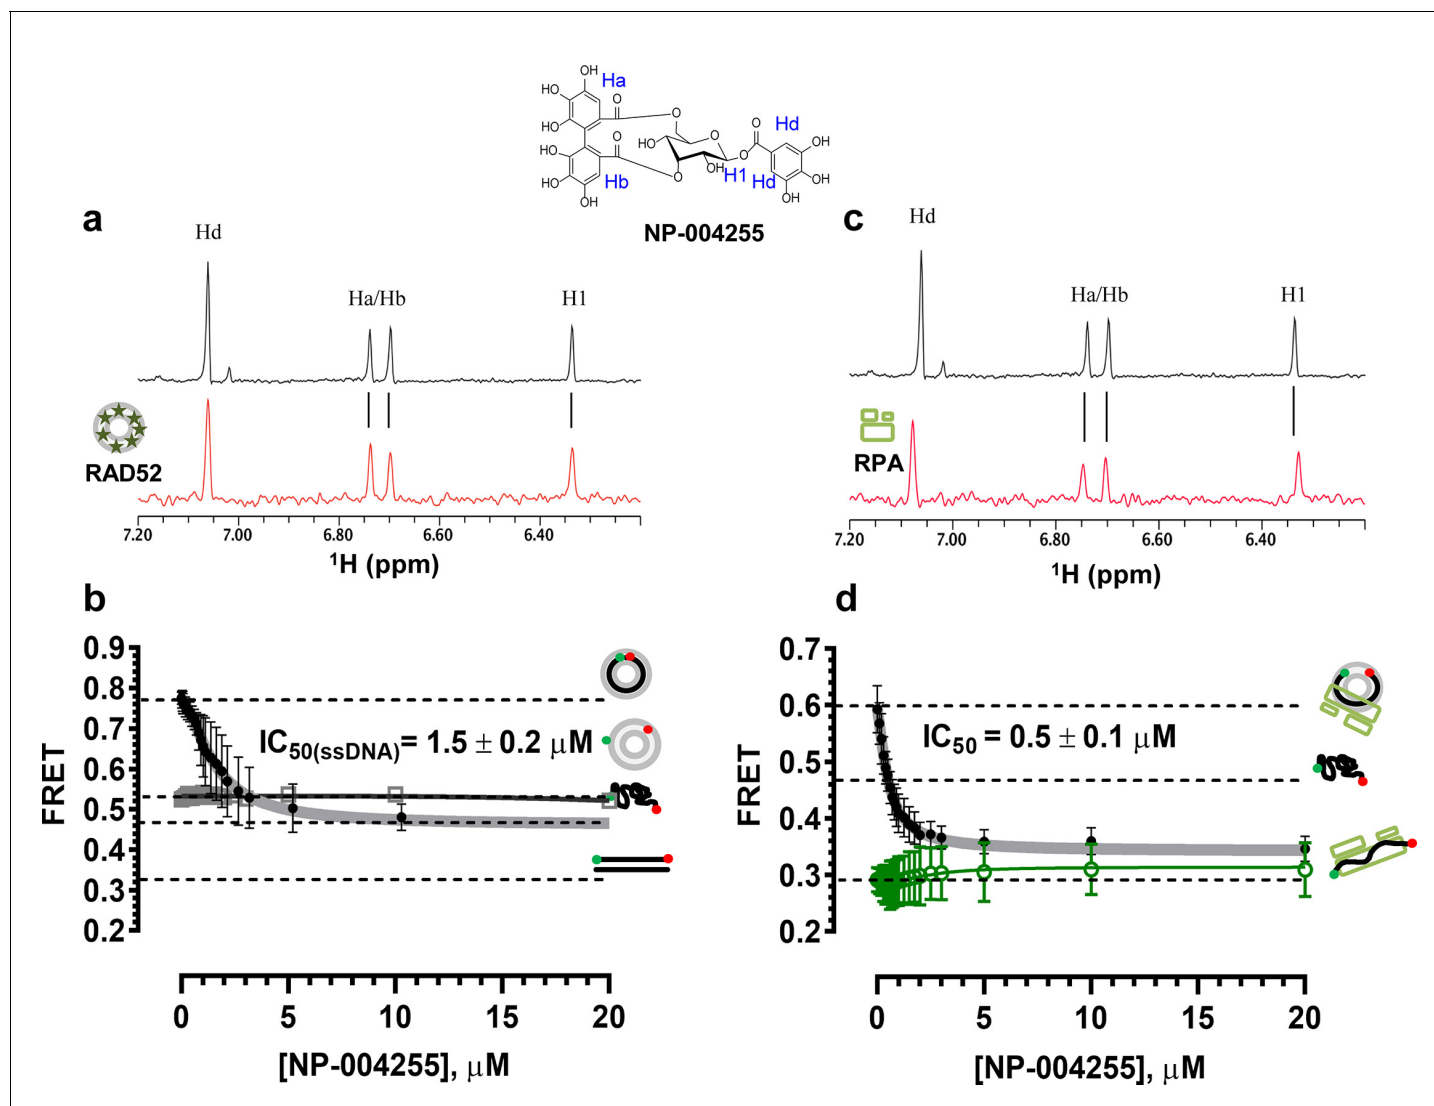 OH
HO
Ha
O
HO
O
OH
HO
O
O
Hd
O
OH
HO
HO
O
OH
HO
O
OH
H1
Hd
OH
Hb
O
OH
OH
NP-004255
a
Hd
Ha/Hb
H1
RAD52
7.20 7.00 6.80 6.60 6.40
1H (ppm)
c
Hd
Ha/Hb
H1
RPA
7.20 7.00 6.80 6.60 6.40
1H (ppm)
b
FRET
0.9
0.8
0.7
0.6
0.5
0.4
0.3
0.2
IC50(ssDNA)= 1.5 ± 0.2 μM
0 5 10 15 20
[NP-004255], μM
d
FRET
0.7
0.6
0.5
0.4
0.3
0.2
IC50 = 0.5 ± 0.1 μM
0 5 10 15 20
[NP-004255], μM